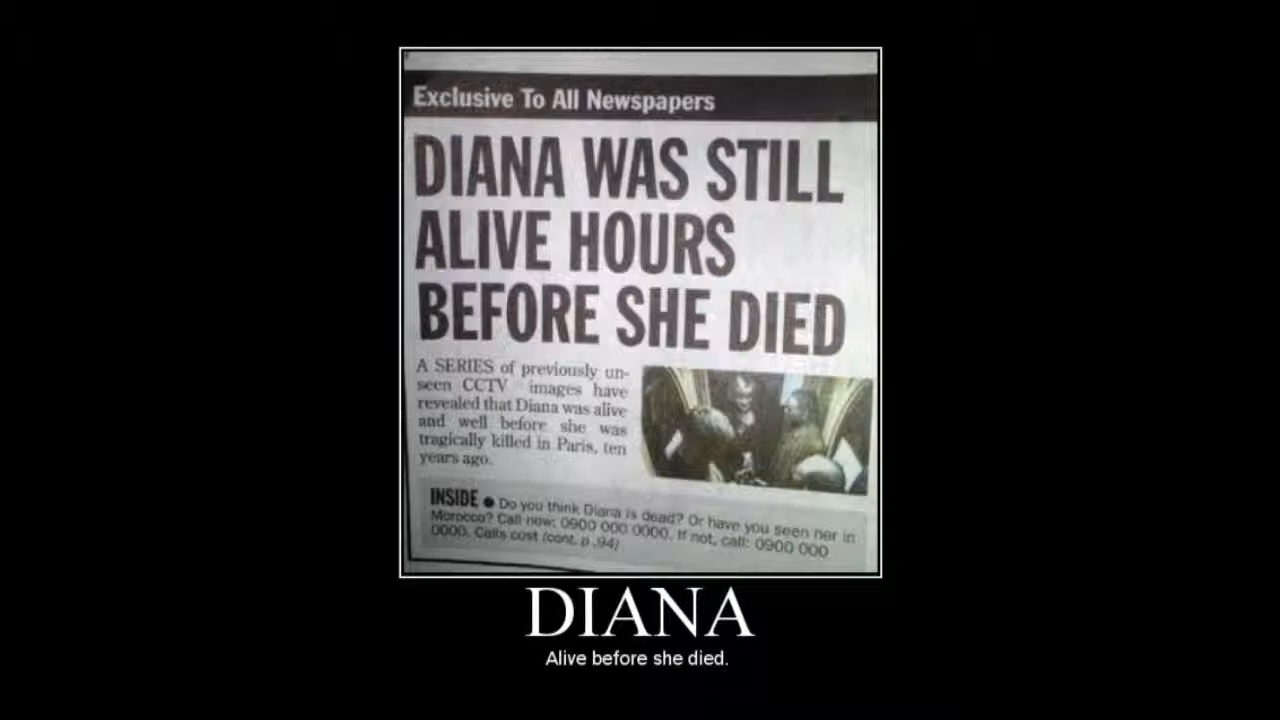 Exclusive To All Newspapers
DIANA WAS STILL
ALIVE HOURS
BEFORE SHE DIED
A SERIES of previously un-
seen CCTV images have
revealed that Diana was alive
and well before she was
tragically killed in Paris, ten
years ago.
INSIDE ● Do you think Diana is dead? Or have you seen her in
Morocco? Call now: 0900 000 0000. If not, call: 0900 000
0000. Calls cost (cont. p .94)
DIANA
Alive before she died.